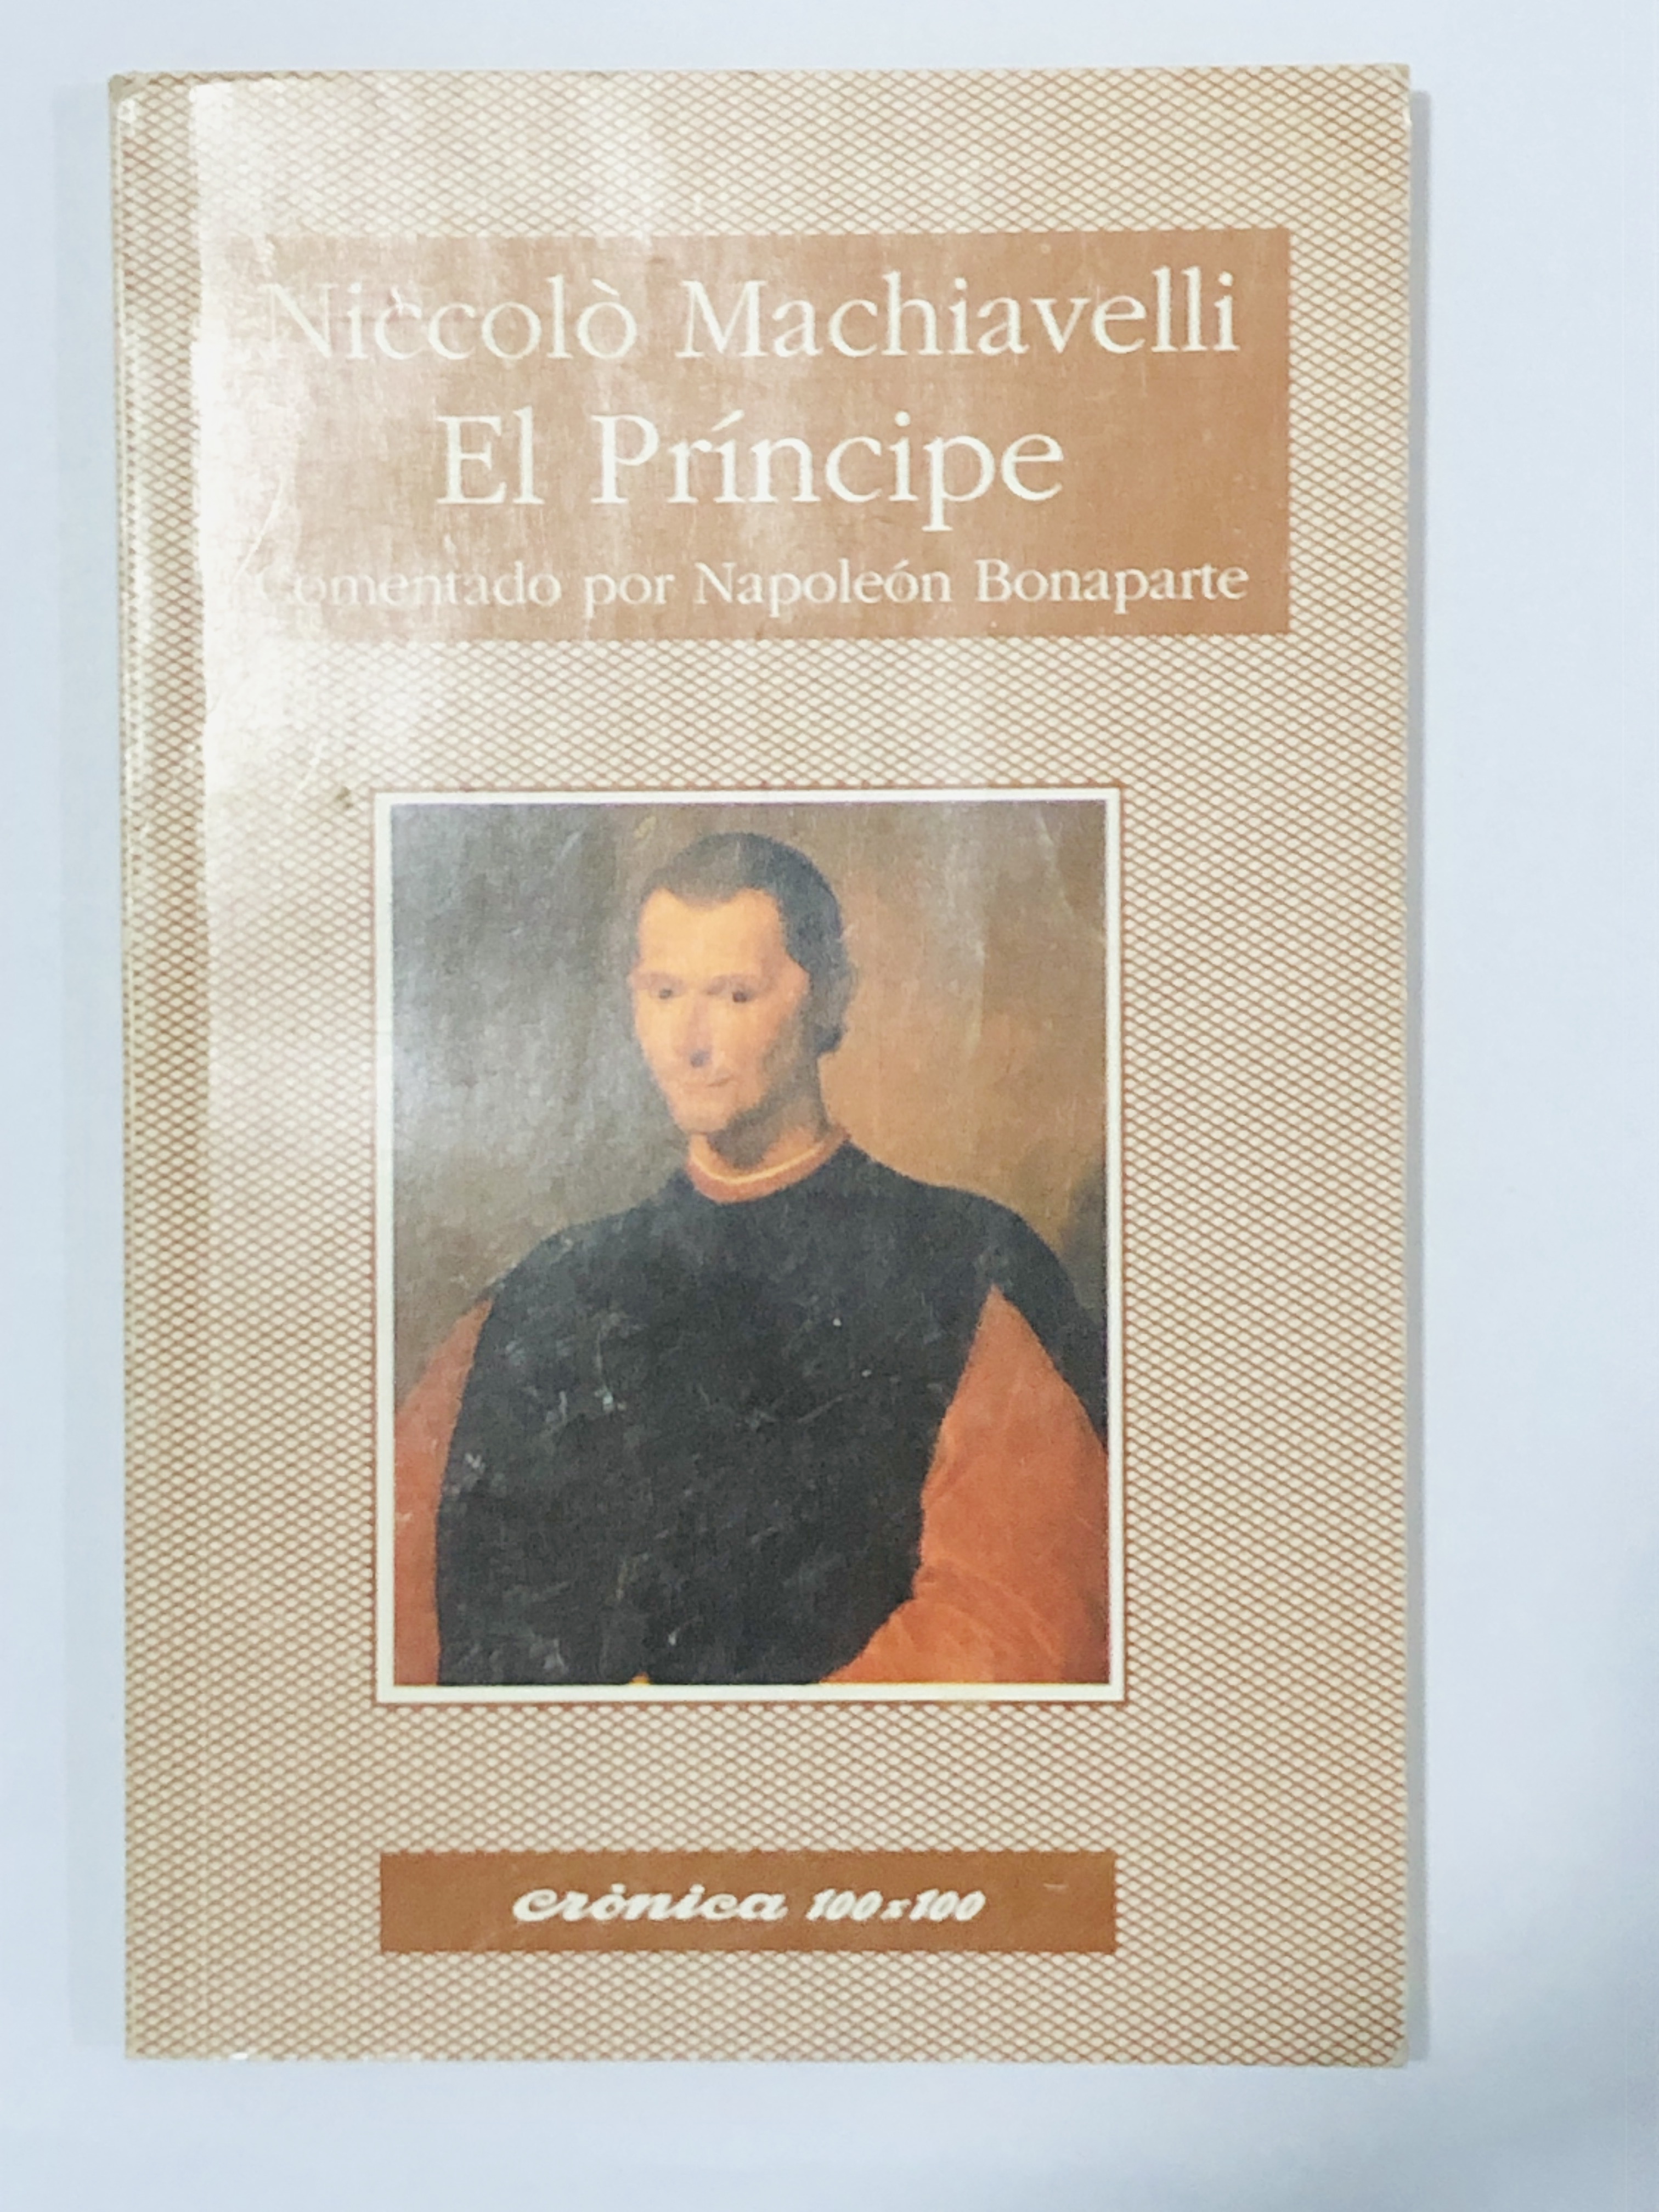 Niccolò Machiavelli
El Príncipe
Comentado por Napoleón Bonaparte
crònica 100x100